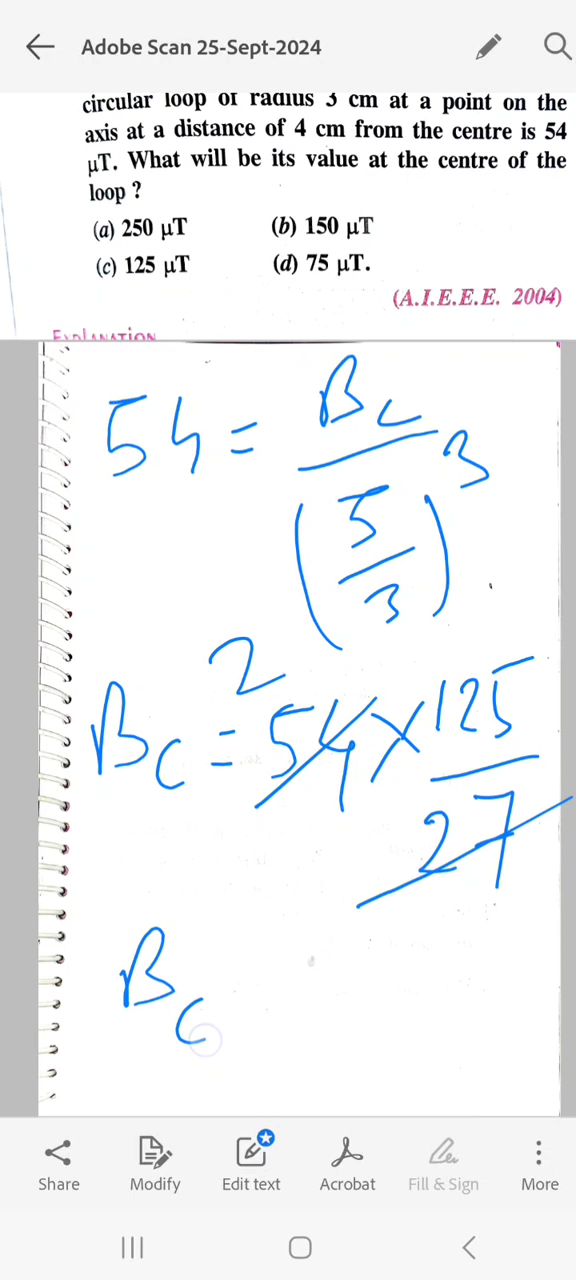 Adobe Scan 25-Sept-2024
circular loop of radius 3 cm at a point on the
axis at a distance of 4 cm from the centre is 54
μT. What will be its value at the centre of the
loop ?
(a) 250 μT (b) 150 μT
(c) 125 μT (d) 75 μT.
(A.I.E.E.E. 2004)
EXPLANATION
54 = Bc / (5/3)^3
2
Bc = 54 × 125 / 27
Bc
Share Modify Edit text Acrobat Fill & Sign More